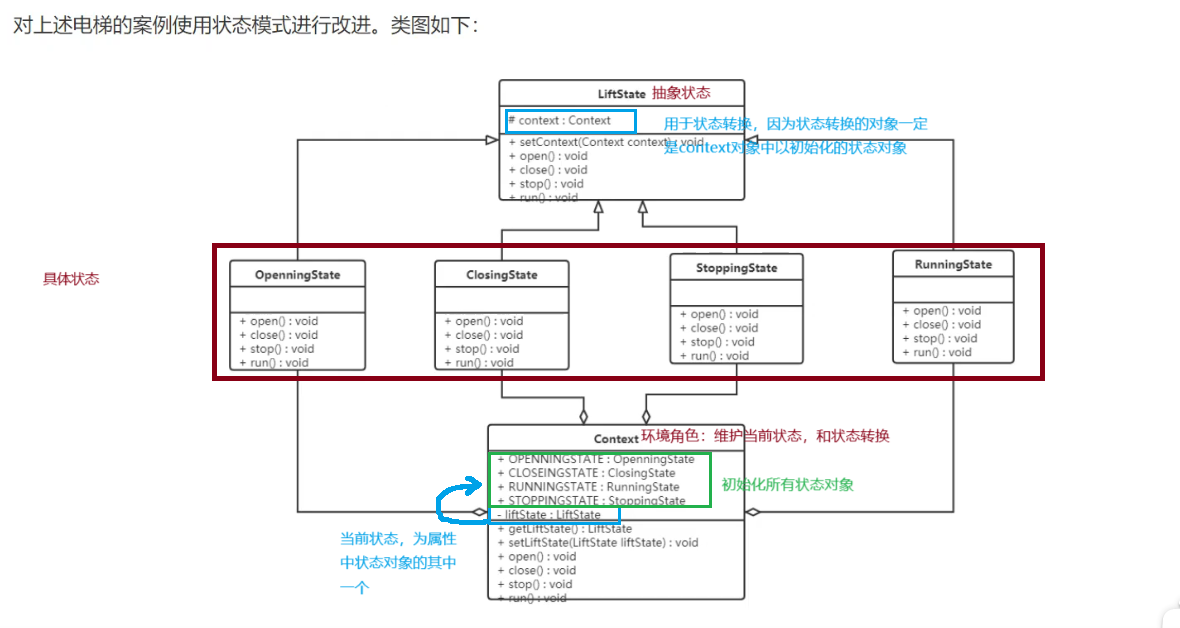 对上述电梯的案例使用状态模式进行改进。类图如下：
LiftState 抽象状态
# context : Context
用于状态转换，因为状态转换的对象一定
是context对象中以初始化的状态对象
+ setContext(Context context) : void
+ open() : void
+ close() : void
+ stop() : void
+ run() : void
具体状态
OpenningState
+ open() : void
+ close() : void
+ stop() : void
+ run() : void
ClosingState
+ open() : void
+ close() : void
+ stop() : void
+ run() : void
StoppingState
+ open() : void
+ close() : void
+ stop() : void
+ run() : void
RunningState
+ open() : void
+ close() : void
+ stop() : void
+ run() : void
Context 环境角色：维护当前状态，和状态转换
+ OPENNINGSTATE : OpenningState
+ CLOSEINGSTATE : ClosingState
+ RUNNINGSTATE : RunningState
+ STOPPINGSTATE : StoppingState
初始化所有状态对象
- liftState : LiftState
当前状态，为属性
中状态对象的其中
一个
+ getLiftState() : LiftState
+ setLiftState(LiftState liftState) : void
+ open() : void
+ close() : void
+ stop() : void
+ run() : void